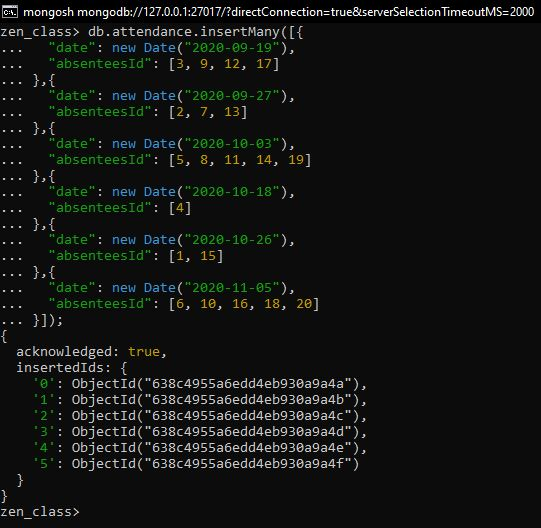 mongosh mongodb://127.0.0.1:27017/?directConnection=true&serverSelectionTimeoutMS=2000
zen_class> db.attendance.insertMany([{
...   "date": new Date("2020-09-19"),
...   "absenteesId": [3, 9, 12, 17]
... },{
...   "date": new Date("2020-09-27"),
...   "absenteesId": [2, 7, 13]
... },{
...   "date": new Date("2020-10-03"),
...   "absenteesId": [5, 8, 11, 14, 19]
... },{
...   "date": new Date("2020-10-18"),
...   "absenteesId": [4]
... },{
...   "date": new Date("2020-10-26"),
...   "absenteesId": [1, 15]
... },{
...   "date": new Date("2020-11-05"),
...   "absenteesId": [6, 10, 16, 18, 20]
... }]);
{
  acknowledged: true,
  insertedIds: {
    '0': ObjectId("638c4955a6edd4eb930a9a4a"),
    '1': ObjectId("638c4955a6edd4eb930a9a4b"),
    '2': ObjectId("638c4955a6edd4eb930a9a4c"),
    '3': ObjectId("638c4955a6edd4eb930a9a4d"),
    '4': ObjectId("638c4955a6edd4eb930a9a4e"),
    '5': ObjectId("638c4955a6edd4eb930a9a4f")
  }
}
zen_class>